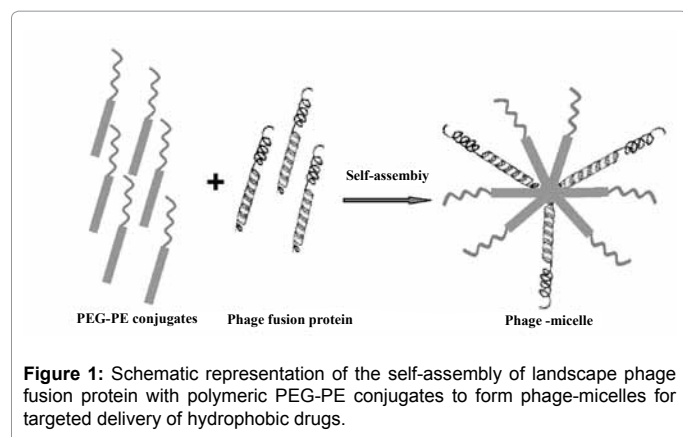 +
Self-assembiy
PEG-PE conjugates
Phage fusion protein
Phage -micelle
Figure 1: Schematic representation of the self-assembly of landscape phage
fusion protein with polymeric PEG-PE conjugates to form phage-micelles for
targeted delivery of hydrophobic drugs.